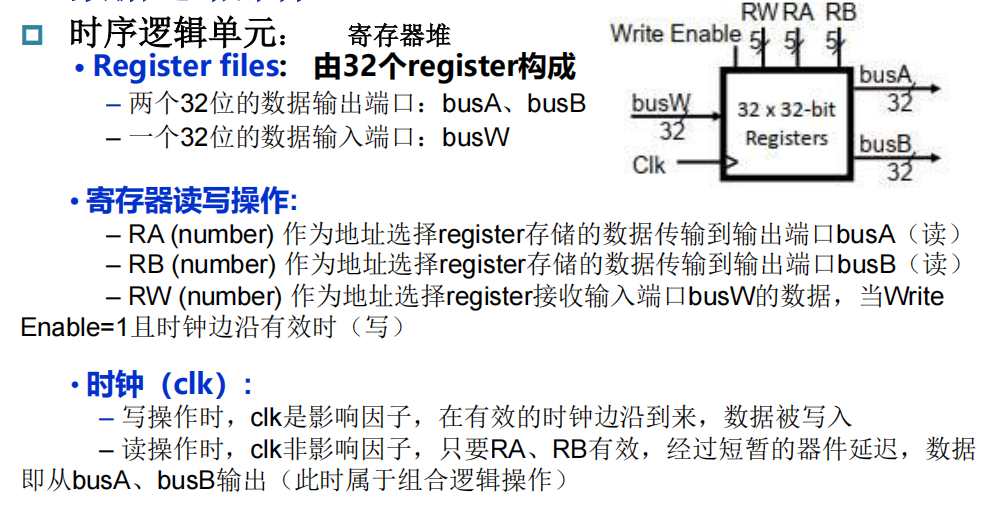 时序逻辑单元： 寄存器堆
• Register files: 由32个register构成
– 两个32位的数据输出端口：busA、busB
– 一个32位的数据输入端口：busW
RW RA RB
Write Enable 5 5 5
busW
32
Clk
32 x 32-bit
Registers
busA
32
busB
32
• 寄存器读写操作:
– RA (number) 作为地址选择register存储的数据传输到输出端口busA（读）
– RB (number) 作为地址选择register存储的数据传输到输出端口busB（读）
– RW (number) 作为地址选择register接收输入端口busW的数据，当Write
Enable=1且时钟边沿有效时（写）
• 时钟（clk）:
– 写操作时，clk是影响因子，在有效的时钟边沿到来，数据被写入
– 读操作时，clk非影响因子，只要RA、RB有效，经过短暂的器件延迟，数据
即从busA、busB输出（此时属于组合逻辑操作）